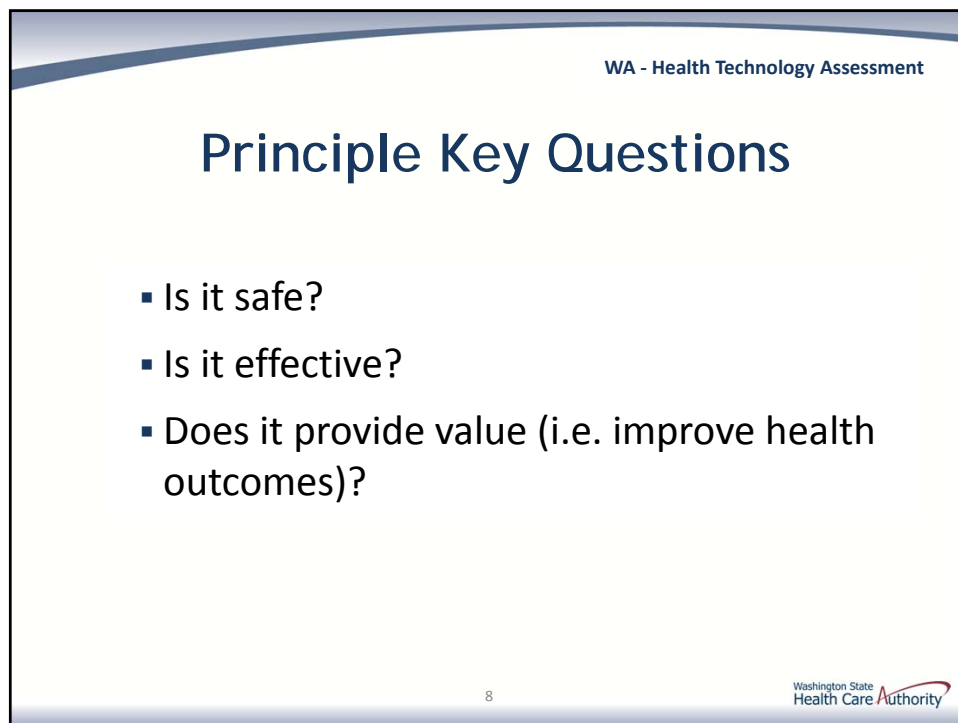 WA - Health Technology Assessment
Principle Key Questions
▪ Is it safe?
▪ Is it effective?
▪ Does it provide value (i.e. improve health
outcomes)?
8
Washington State
Health Care Authority